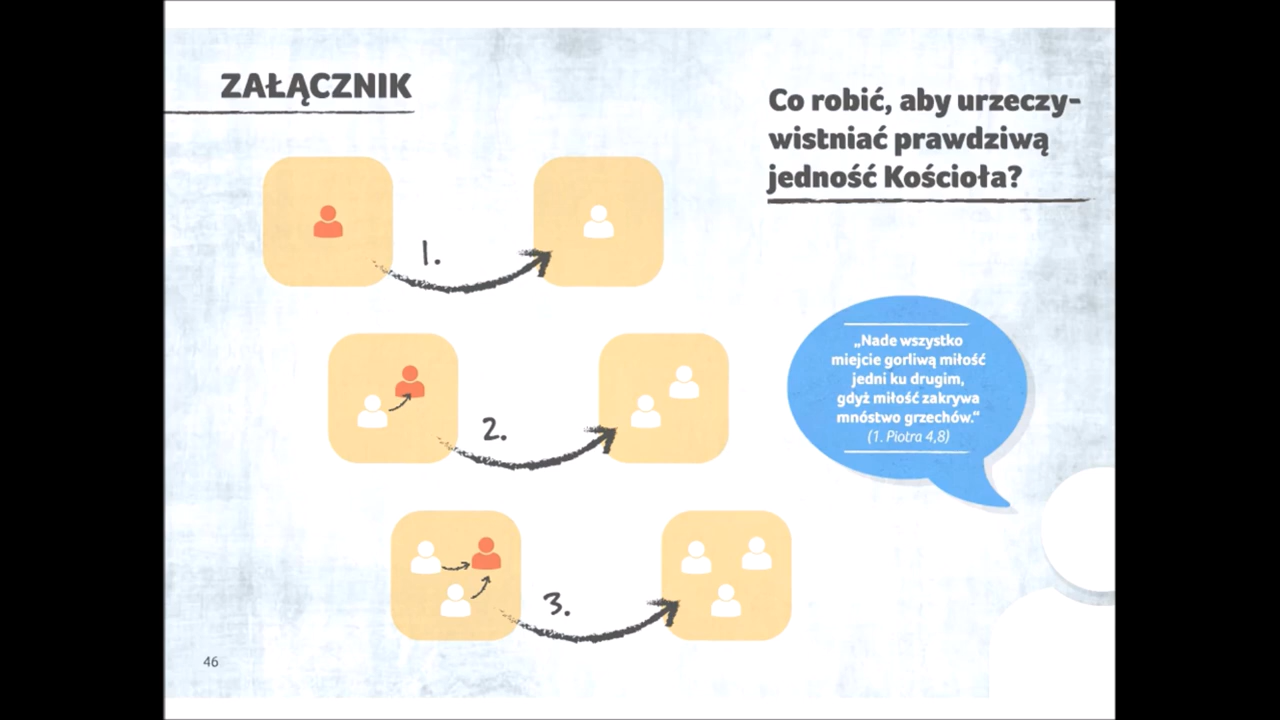 ZAŁĄCZNIK
Co robić, aby urzeczy-
wistniać prawdziwą
jedność Kościoła?
1.
2.
3.
„Nade wszystko
miejcie gorliwą miłość
jedni ku drugim,
gdyż miłość zakrywa
mnóstwo grzechów.“
(1. Piotra 4,8)
46